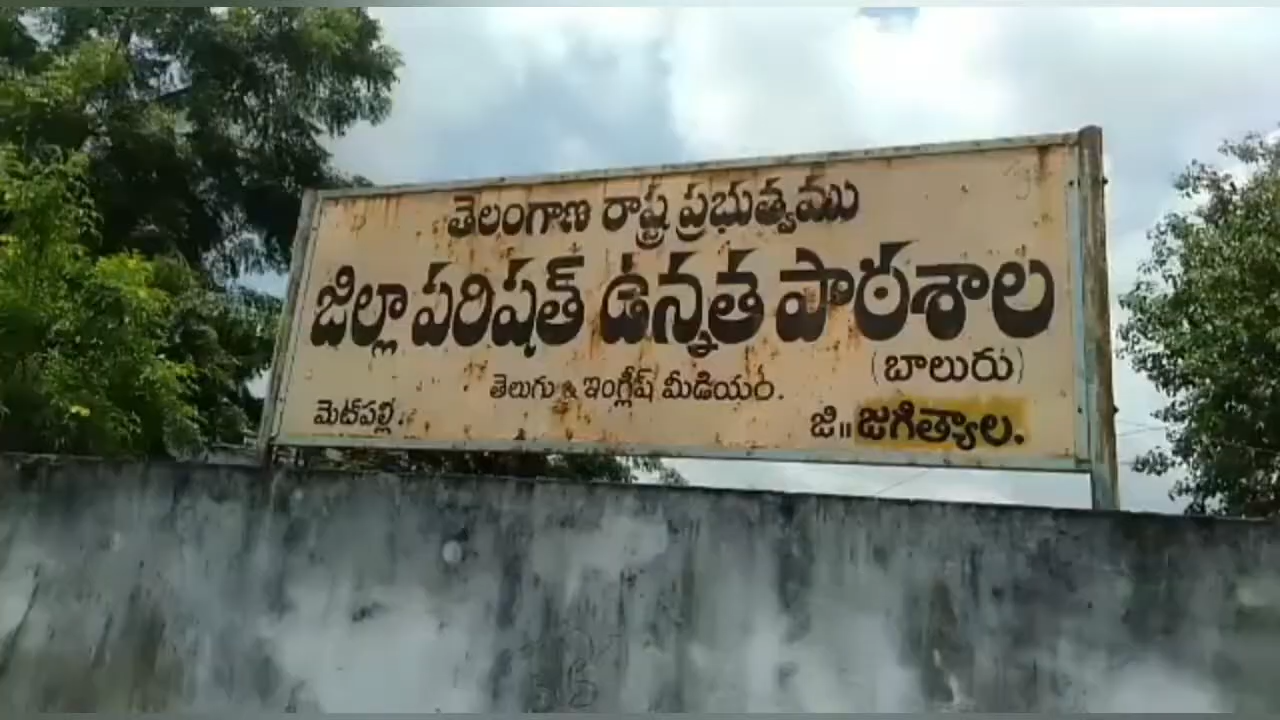 తెలంగాణ రాష్ట్ర ప్రభుత్వము
జిల్లా పరిషత్ ఉన్నత పాఠశాల
(బాలురు)
తెలుగు & ఇంగ్లీష్ మీడియం.
మెట్‌పల్లి. జి॥ జగిత్యాల.